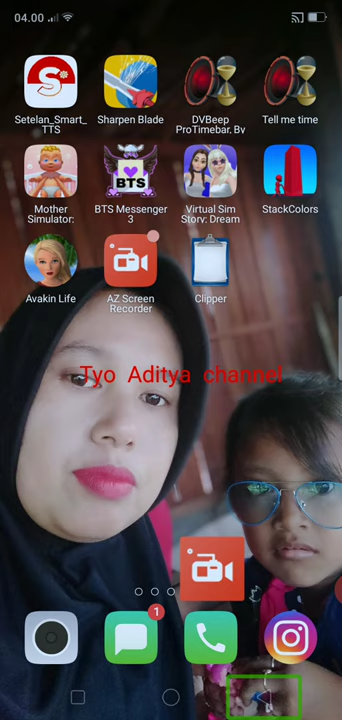 04.00
Setelan_Smart_
TTS
Sharpen Blade
DVBeep
ProTimebar. Bv
Tell me time
Mother
Simulator:
BTS
BTS Messenger
3
Virtual Sim
Story: Dream
StackColors
Avakin Life
AZ Screen
Recorder
Clipper
Tyo Aditya channel
1